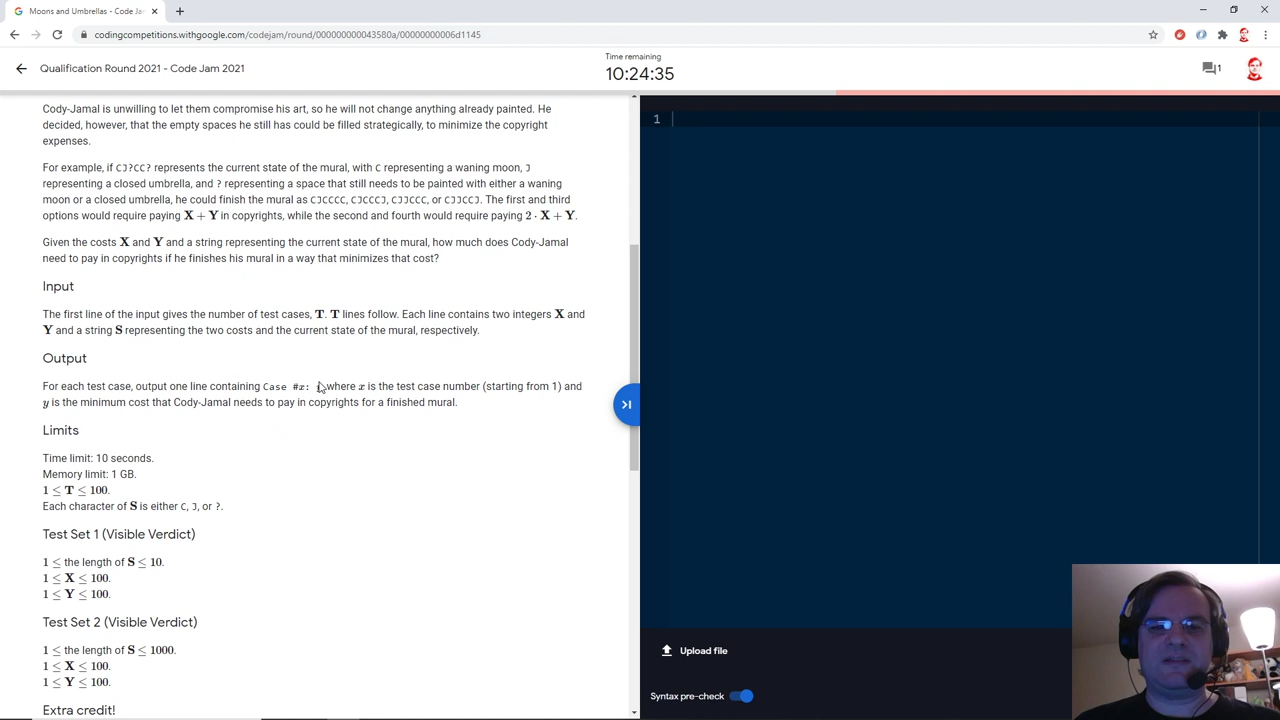 Moons and Umbrellas - Code Ja
codingcompetitions.withgoogle.com/codejam/round/000000000043580a/00000000006d1145
Qualification Round 2021 - Code Jam 2021
Time remaining
10:24:35
1
Cody-Jamal is unwilling to let them compromise his art, so he will not change anything already painted. He
decided, however, that the empty spaces he still has could be filled strategically, to minimize the copyright
expenses.
For example, if CJ?CC? represents the current state of the mural, with C representing a waning moon, J
representing a closed umbrella, and ? representing a space that still needs to be painted with either a waning
moon or a closed umbrella, he could finish the mural as CJCCCC, CJCCCJ, CJJCCC, or CJJCCJ. The first and third
options would require paying X + Y in copyrights, while the second and fourth would require paying 2 · X + Y.
Given the costs X and Y and a string representing the current state of the mural, how much does Cody-Jamal
need to pay in copyrights if he finishes his mural in a way that minimizes that cost?
Input
The first line of the input gives the number of test cases, T. T lines follow. Each line contains two integers X and
Y and a string S representing the two costs and the current state of the mural, respectively.
Output
For each test case, output one line containing Case #x: where x is the test case number (starting from 1) and
y is the minimum cost that Cody-Jamal needs to pay in copyrights for a finished mural.
Limits
Time limit: 10 seconds.
Memory limit: 1 GB.
1 ≤ T ≤ 100.
Each character of S is either C, J, or ?.
Test Set 1 (Visible Verdict)
1 ≤ the length of S ≤ 10.
1 ≤ X ≤ 100.
1 ≤ Y ≤ 100.
Test Set 2 (Visible Verdict)
1 ≤ the length of S ≤ 1000.
1 ≤ X ≤ 100.
1 ≤ Y ≤ 100.
Extra credit!
1
Upload file
Syntax pre-check